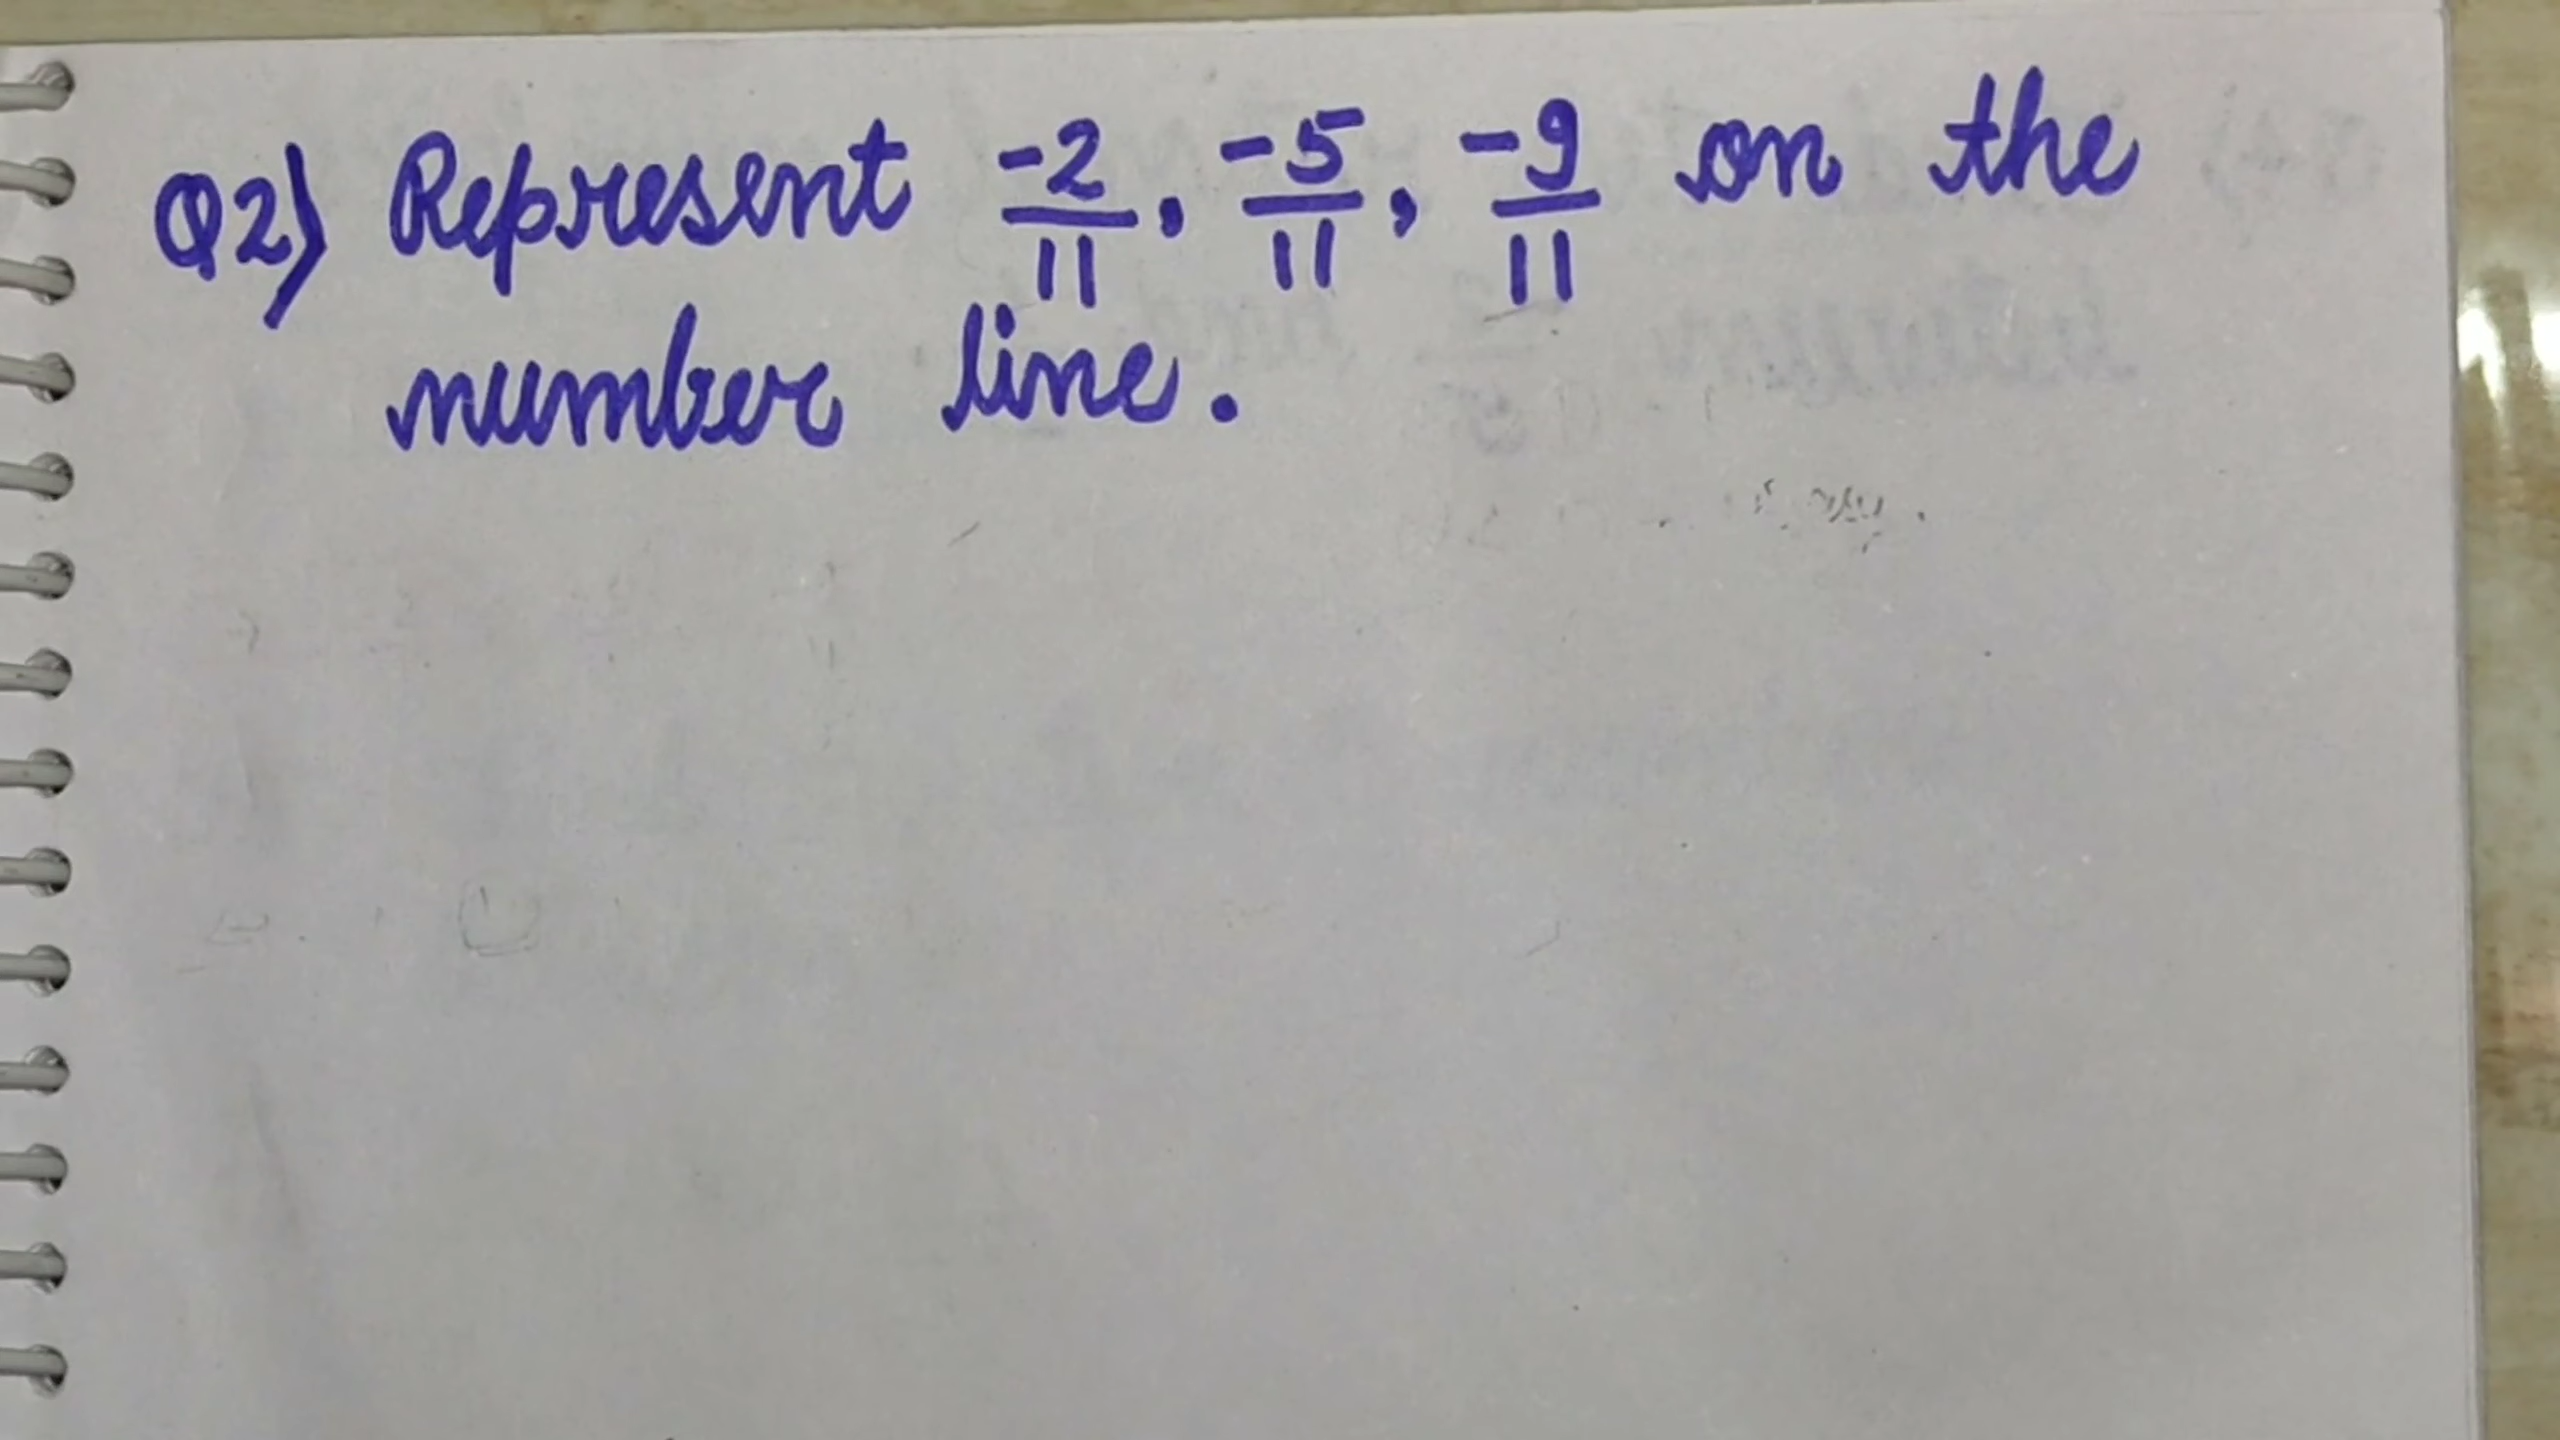 Q2) Represent -2/11, -5/11, -9/11 on the
number line.